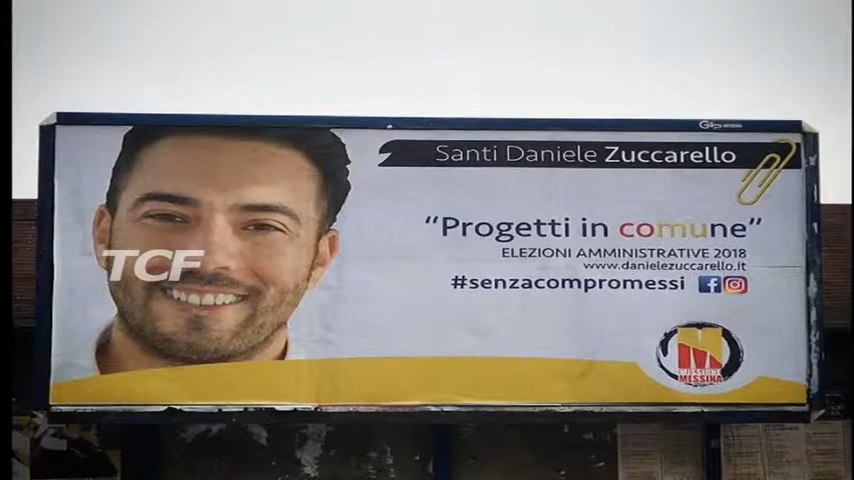 Santi Daniele Zuccarello
"Progetti in comune"
ELEZIONI AMMINISTRATIVE 2018
www.danielezuccarello.it
#senzacompromessi
TCF
MISSIONE
MESSINA